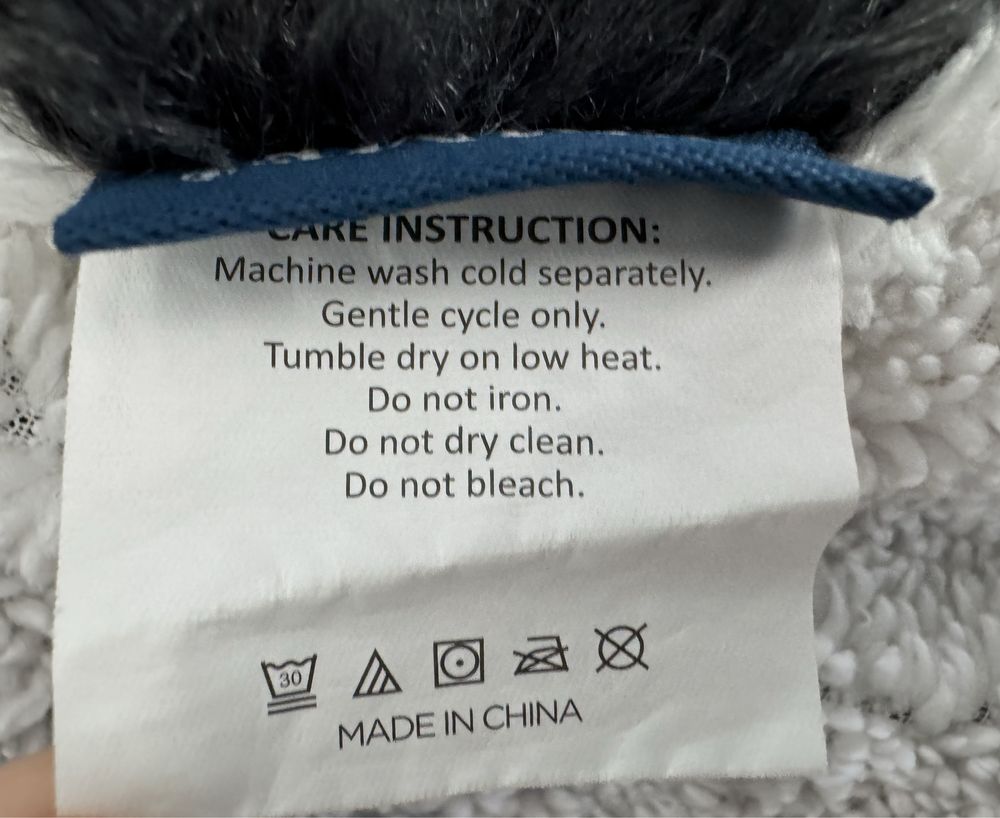 CARE INSTRUCTION:
Machine wash cold separately.
Gentle cycle only.
Tumble dry on low heat.
Do not iron.
Do not dry clean.
Do not bleach.
30
MADE IN CHINA